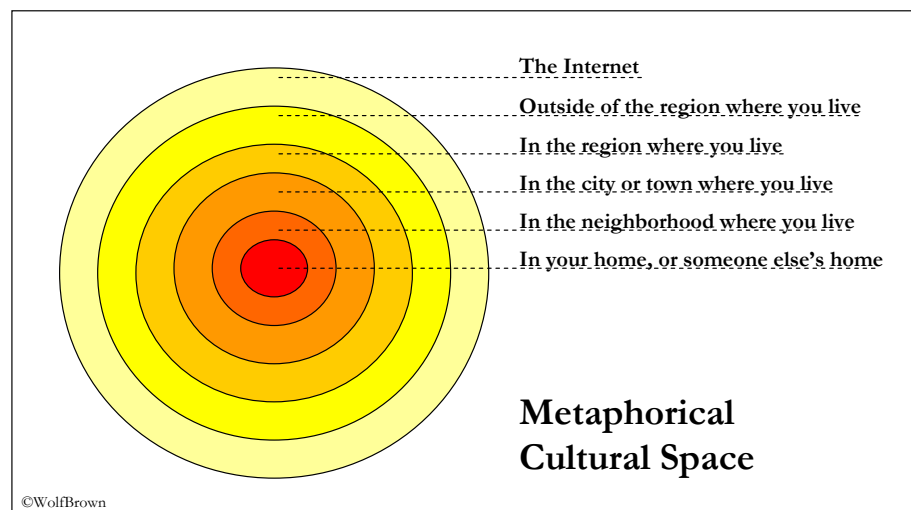 The Internet
Outside of the region where you live
In the region where you live
In the city or town where you live
In the neighborhood where you live
In your home, or someone else's home
Metaphorical
Cultural Space
©WolfBrown